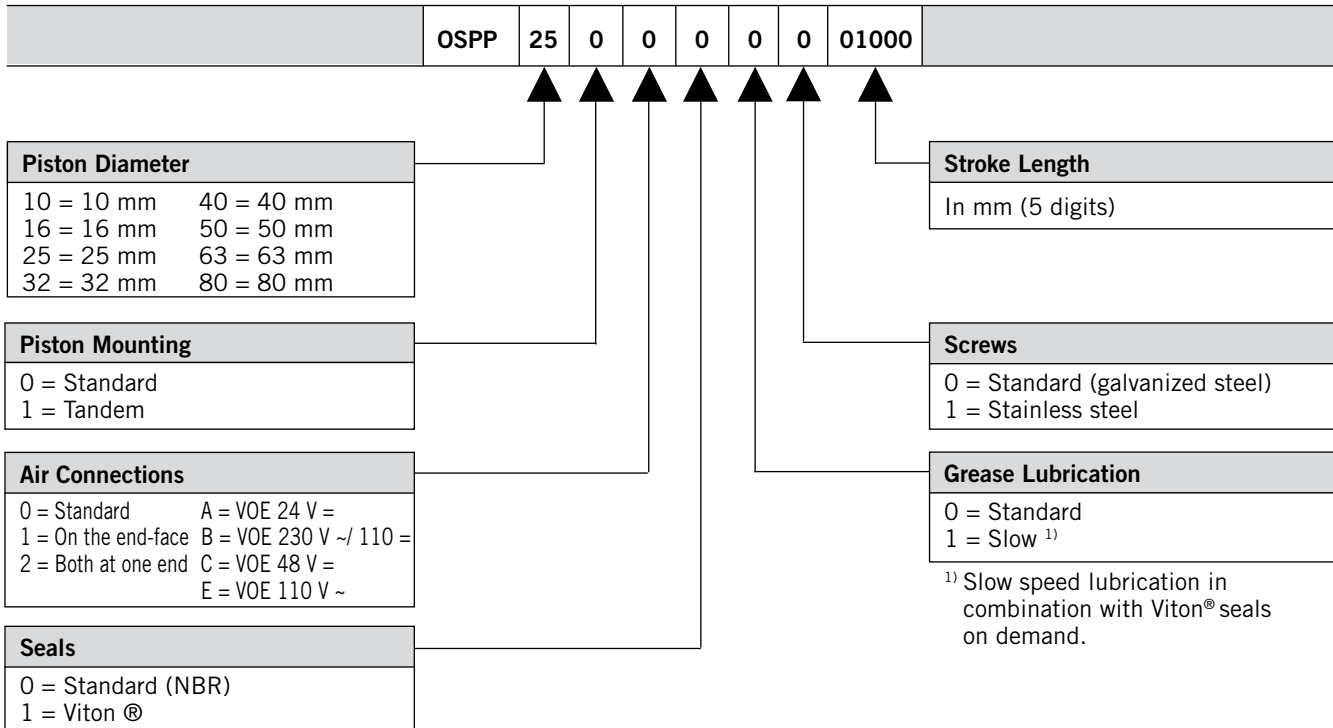 OSPP 25 0 0 0 0 0 01000
Piston Diameter
10 = 10 mm 40 = 40 mm
16 = 16 mm 50 = 50 mm
25 = 25 mm 63 = 63 mm
32 = 32 mm 80 = 80 mm
Piston Mounting
0 = Standard
1 = Tandem
Air Connections
0 = Standard A = VOE 24 V =
1 = On the end-face B = VOE 230 V ~/ 110 =
2 = Both at one end C = VOE 48 V =
E = VOE 110 V ~
Seals
0 = Standard (NBR)
1 = Viton ®
Stroke Length
In mm (5 digits)
Screws
0 = Standard (galvanized steel)
1 = Stainless steel
Grease Lubrication
0 = Standard
1 = Slow 1)
1) Slow speed lubrication in
combination with Viton® seals
on demand.